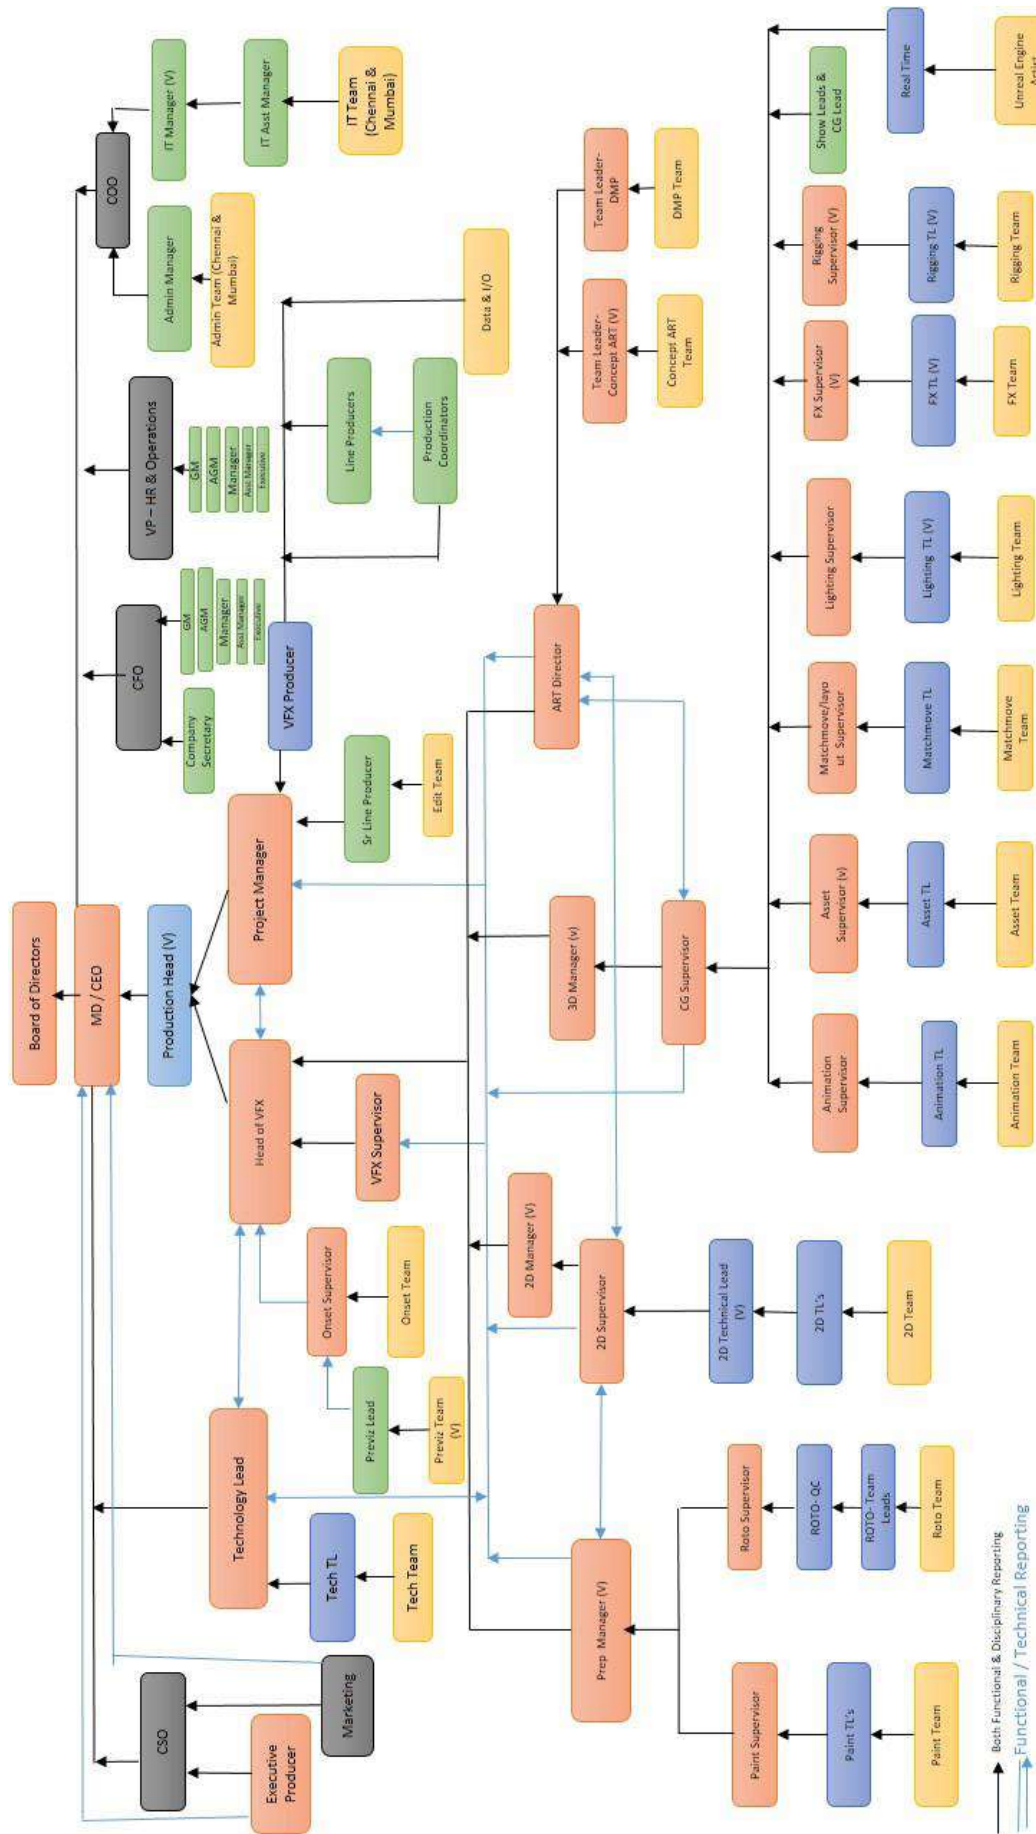 Board of Directors
MD / CEO
Production Head (V)
CSO
Executive
Producer
Marketing
CFO
Company
Secretary
GM
AGM
Manager
Asst Manager
Executive
VP – HR & Operations
GM
AGM
Manager
Asst Manager
Executive
COO
Admin Manager
Admin Team (Chennai &
Mumbai)
IT Manager (V)
IT Asst Manager
IT Team
(Chennai &
Mumbai)
Technology Lead
Tech TL
Tech Team
Head of VFX
Project Manager
VFX Producer
Previz Lead
Previz Team
(V)
Onset Supervisor
Onset Team
VFX Supervisor
Sr Line Producer
Edit Team
Line Producers
Production
Coordinators
Data & I/O
Prep Manager (V)
2D Manager (V)
2D Supervisor
3D Manager (v)
CG Supervisor
ART Director
Team Leader-
Concept ART (V)
Concept ART
Team
Team Leader-
DMP
DMP Team
Paint Supervisor
Paint TL's
Paint Team
Roto Supervisor
ROTO- QC
ROTO- Team
Leads
Roto Team
2D Technical Lead
(V)
2D TL's
2D Team
Animation
Supervisor
Animation TL
Animation Team
Asset
Supervisor (v)
Asset TL
Asset Team
Matchmove/layo
ut Supervisor
Matchmove TL
Matchmove
Team
Lighting Supervisor
Lighting TL (V)
Lighting Team
FX Supervisor
(V)
FX TL (V)
FX Team
Rigging
Supervisor (V)
Rigging TL (V)
Rigging Team
Show Leads &
CG Lead
Real Time
Unreal Engine
Artist
Both Functional & Disciplinary Reporting
Functional / Technical Reporting